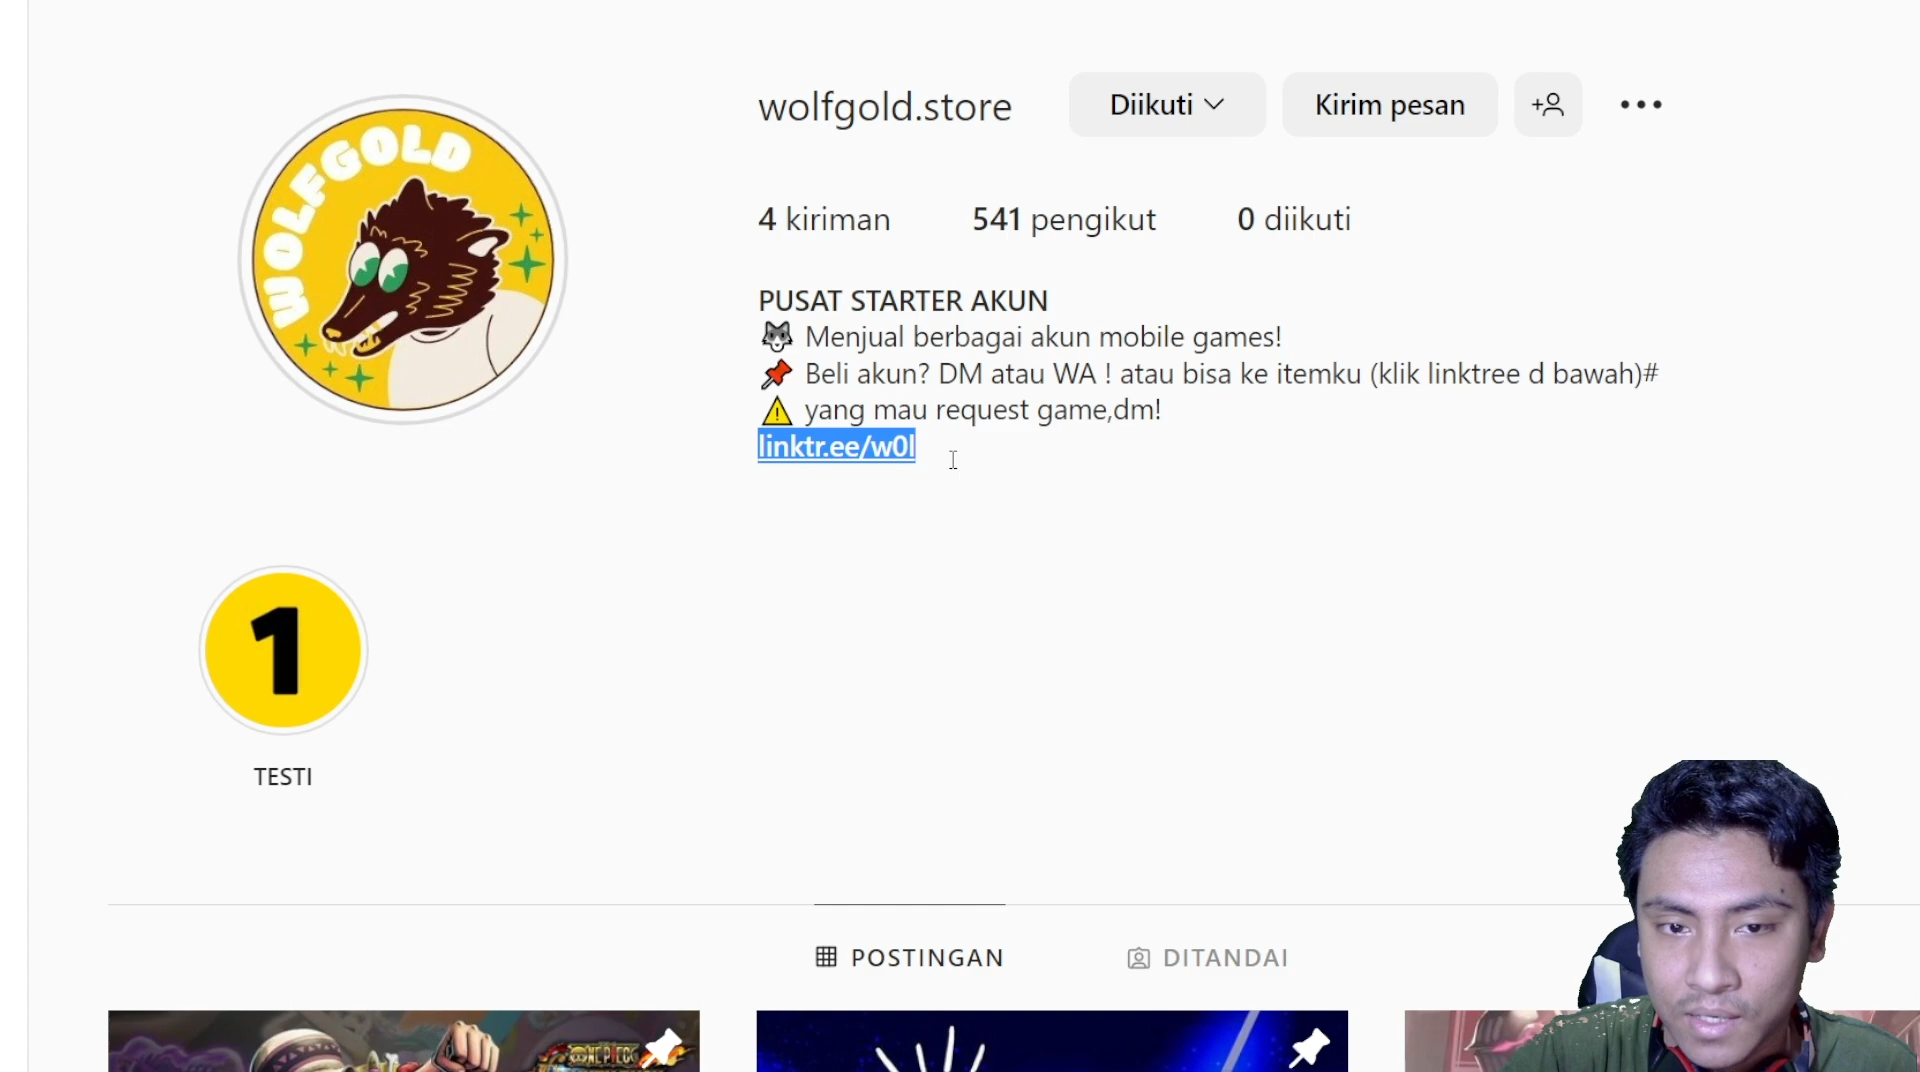 wolfgold.store
Diikuti
Kirim pesan
WOLFGOLD
4 kiriman
541 pengikut
0 diikuti
PUSAT STARTER AKUN
🐺 Menjual berbagai akun mobile games!
📌 Beli akun? DM atau WA ! atau bisa ke itemku (klik linktree d bawah)#
⚠️ yang mau request game,dm!
linktr.ee/w0l
1
TESTI
POSTINGAN
DITANDAI
ONE PIECE